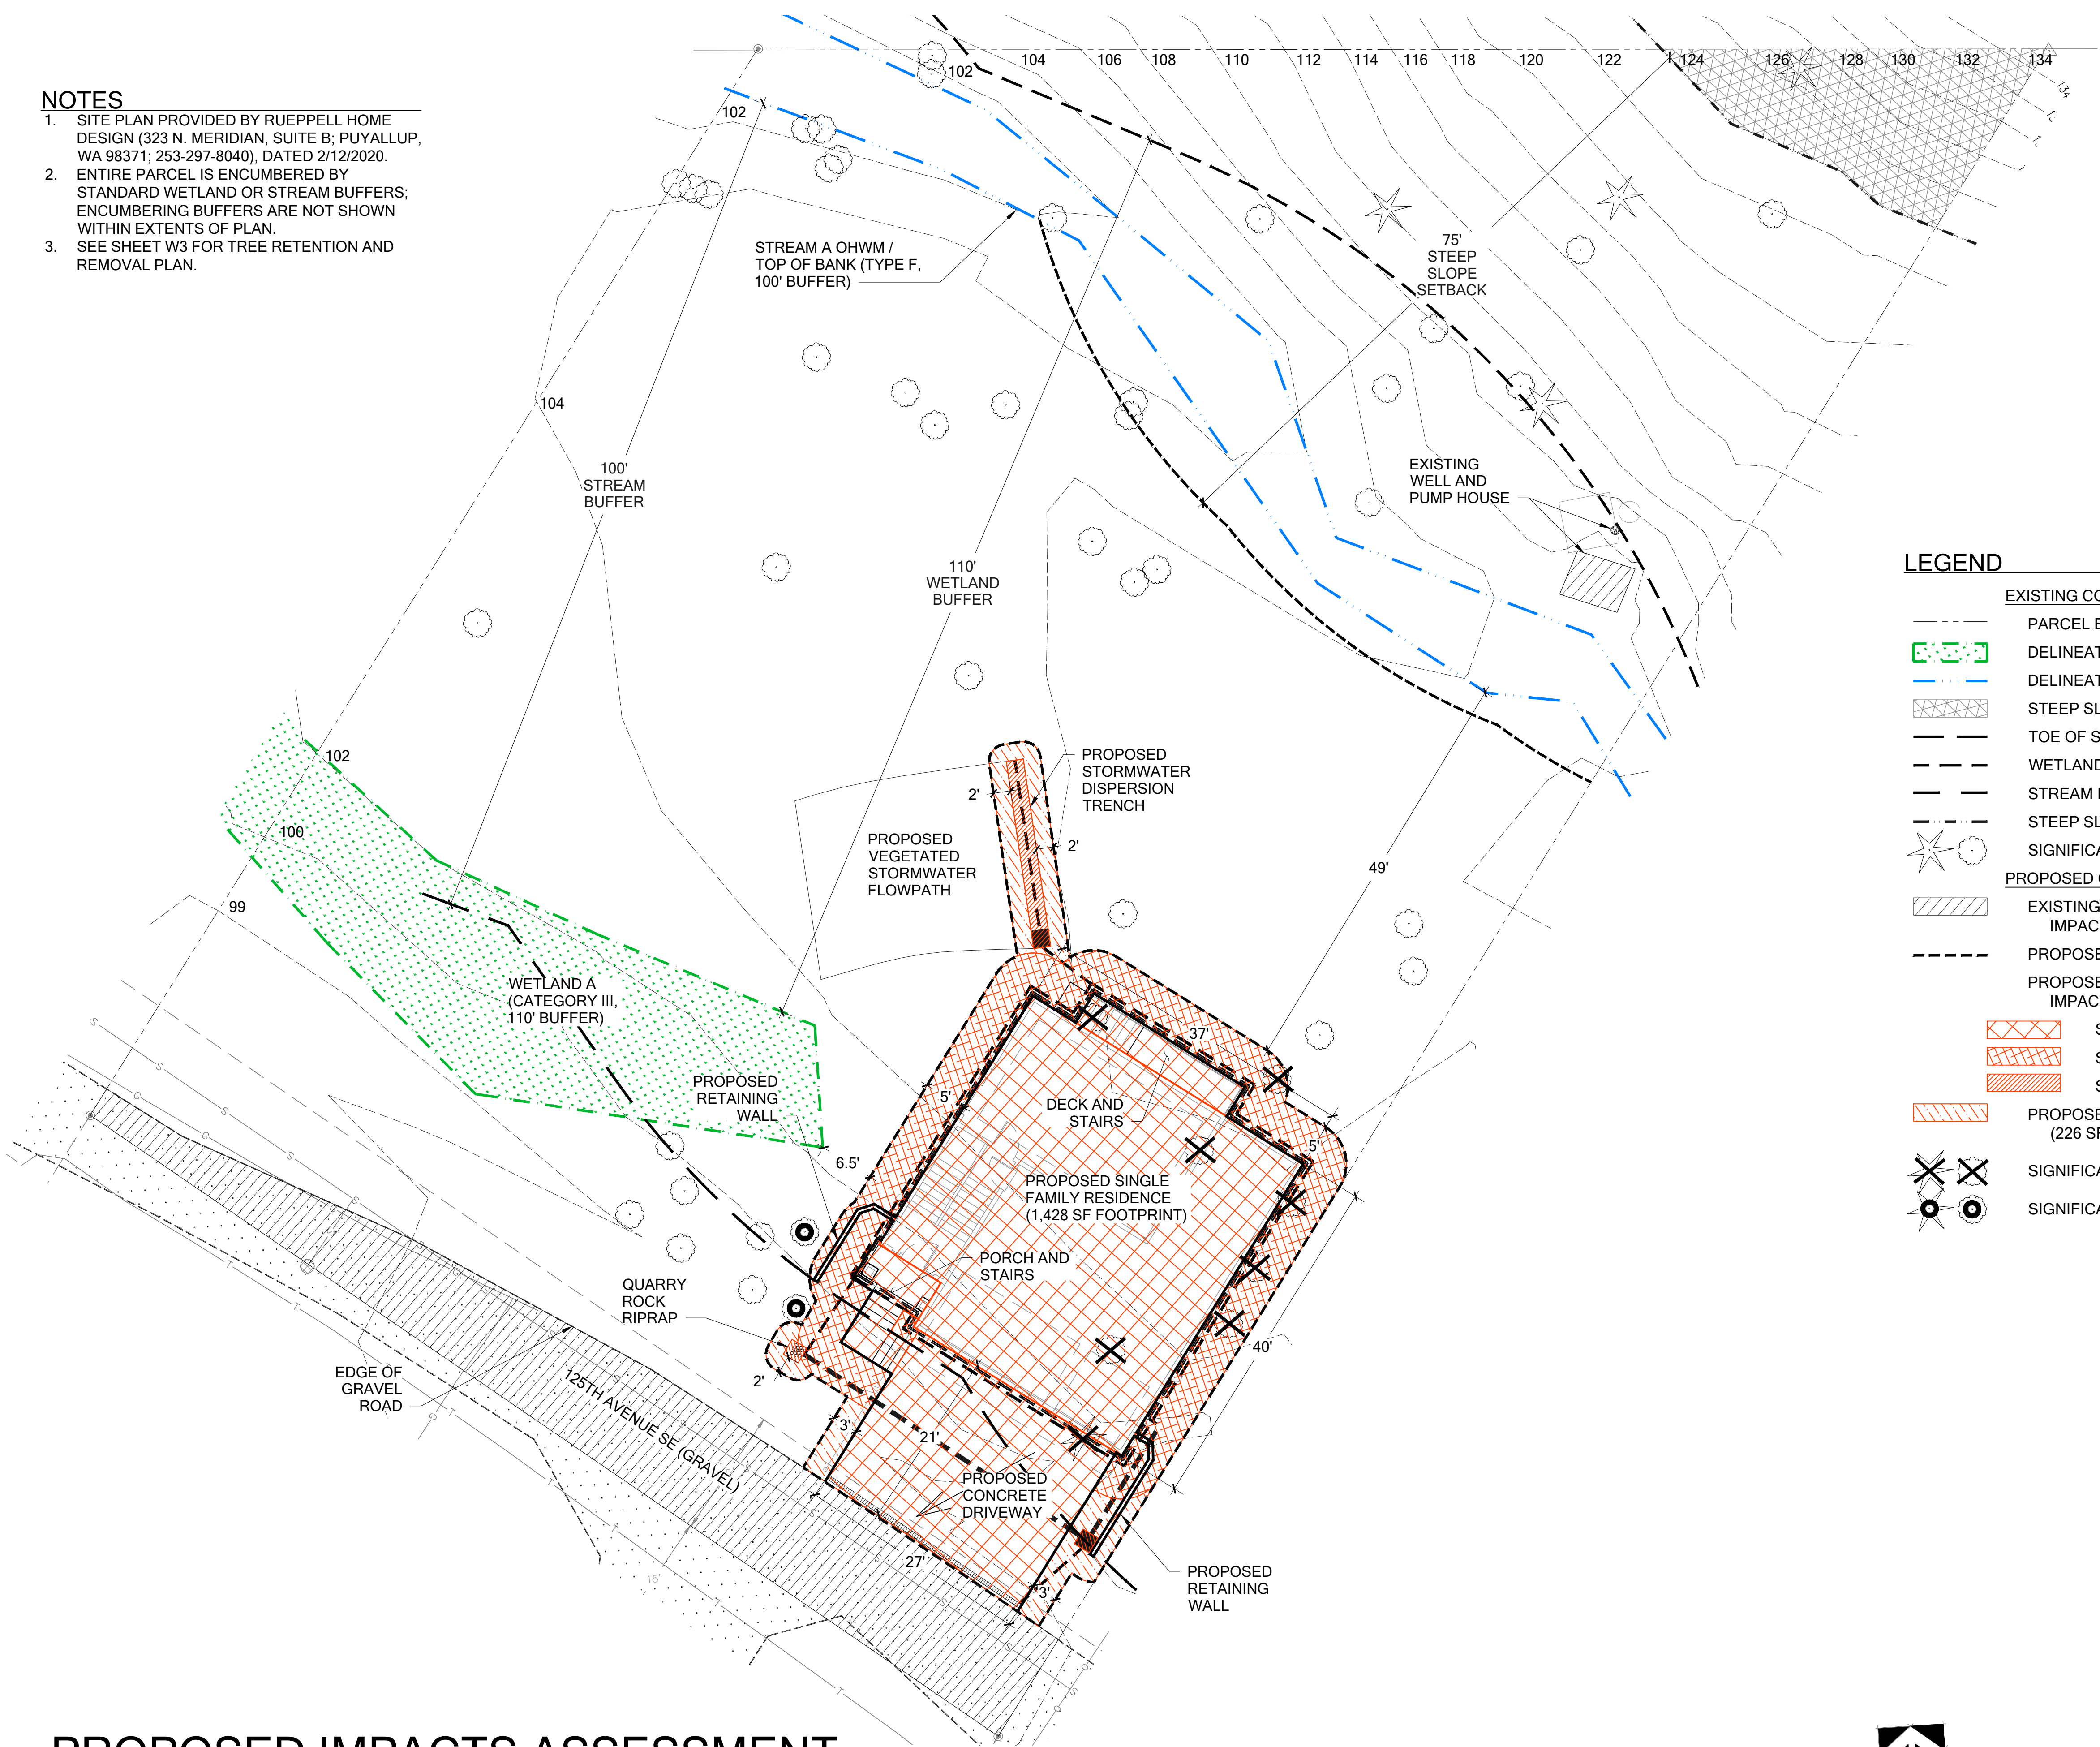 NOTES
1. SITE PLAN PROVIDED BY RUEPPELL HOME
DESIGN (323 N. MERIDIAN, SUITE B; PUYALLUP,
WA 98371; 253-297-8040), DATED 2/12/2020.
2. ENTIRE PARCEL IS ENCUMBERED BY
STANDARD WETLAND OR STREAM BUFFERS;
ENCUMBERING BUFFERS ARE NOT SHOWN
WITHIN EXTENTS OF PLAN.
3. SEE SHEET W3 FOR TREE RETENTION AND
REMOVAL PLAN.
102
102
104
106
108
110
112
114
116
118
120
122
124
126
128
130
132
134
134
STREAM A OHWM /
TOP OF BANK (TYPE F,
100' BUFFER)
75'
STEEP
SLOPE
SETBACK
104
100'
STREAM
BUFFER
110'
WETLAND
BUFFER
EXISTING
WELL AND
PUMP HOUSE
102
100
99
PROPOSED
STORMWATER
DISPERSION
TRENCH
2'
2'
PROPOSED
VEGETATED
STORMWATER
FLOWPATH
49'
WETLAND A
(CATEGORY III,
110' BUFFER)
PROPOSED
RETAINING
WALL
37'
5'
DECK AND
STAIRS
5'
6.5'
PROPOSED SINGLE
FAMILY RESIDENCE
(1,428 SF FOOTPRINT)
PORCH AND
STAIRS
QUARRY
ROCK
RIPRAP
40'
EDGE OF
GRAVEL
ROAD
2'
125TH AVENUE SE (GRAVEL)
3'
21'
PROPOSED
CONCRETE
DRIVEWAY
27'
3'
15'
PROPOSED
RETAINING
WALL
LEGEND
EXISTING CO
PARCEL B
DELINEAT
DELINEAT
STEEP SL
TOE OF S
WETLAND
STREAM
STEEP SL
SIGNIFICA
PROPOSED
EXISTING
IMPAC
PROPOSE
PROPOSE
IMPAC
S
S
S
PROPOSE
(226 SF
SIGNIFICA
SIGNIFICA
PROPOSED IMPACTS ASSESSMENT